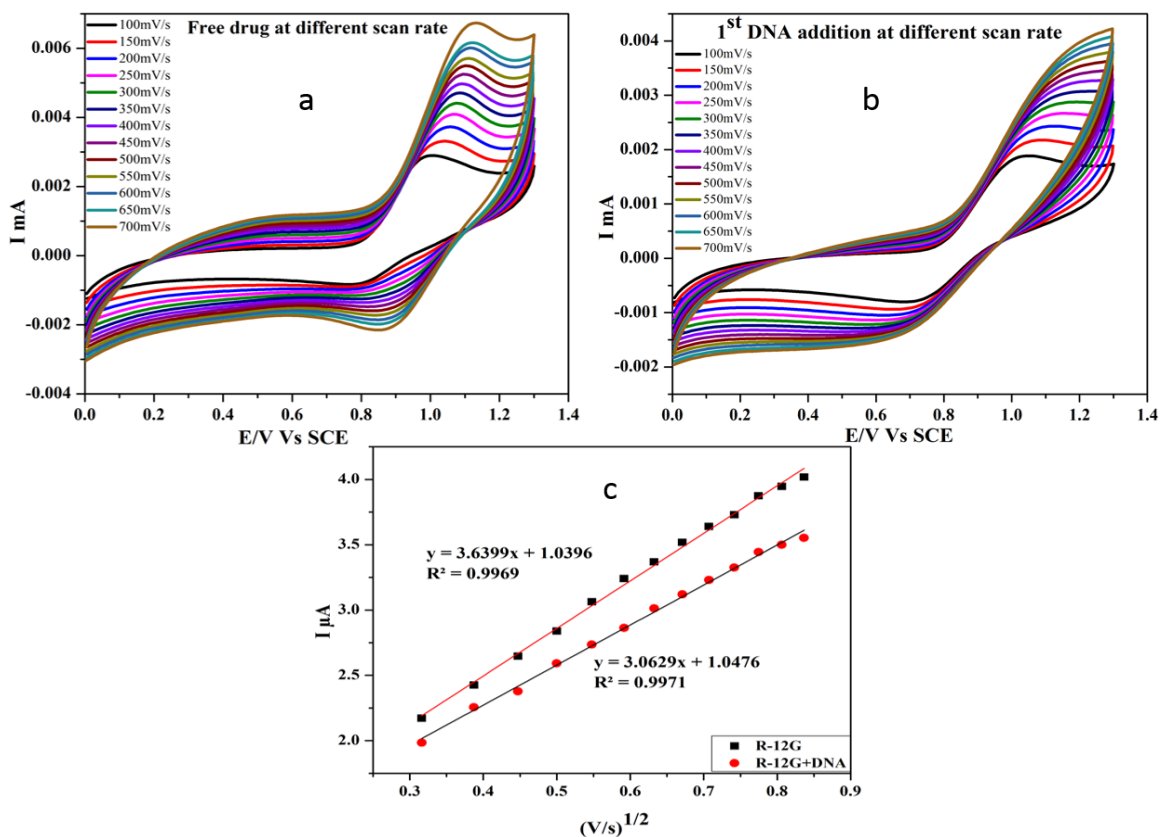 Free drug at different scan rate
a
100mV/s
150mV/s
200mV/s
250mV/s
300mV/s
350mV/s
400mV/s
450mV/s
500mV/s
550mV/s
600mV/s
650mV/s
700mV/s
0.006
0.004
0.002
0.000
-0.002
-0.004
I mA
0.0 0.2 0.4 0.6 0.8 1.0 1.2 1.4
E/V Vs SCE
1st DNA addition at different scan rate
b
100mV/s
150mV/s
200mV/s
250mV/s
300mV/s
350mV/s
400mV/s
450mV/s
500mV/s
550mV/s
600mV/s
650mV/s
700mV/s
0.004
0.003
0.002
0.001
0.000
-0.001
-0.002
I mA
0.0 0.2 0.4 0.6 0.8 1.0 1.2 1.4
E/V Vs SCE
c
4.0
3.5
3.0
2.5
2.0
I µA
y = 3.6399x + 1.0396
R² = 0.9969
y = 3.0629x + 1.0476
R² = 0.9971
R-12G
R-12G+DNA
0.3 0.4 0.5 0.6 0.7 0.8 0.9
(V/s)1/2